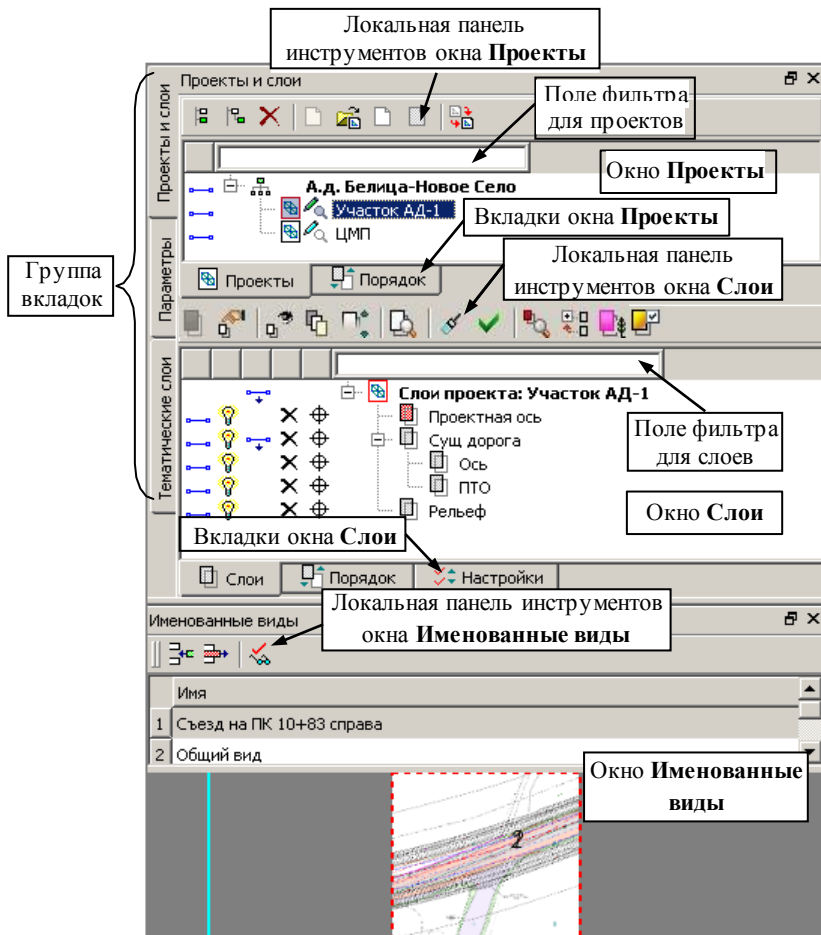 Локальная панель
инструментов окна Проекты
Проекты и слои
Поле фильтра
для проектов
Окно Проекты
А.д. Белица-Новое Село
Участок АД-1
ЦМП
Вкладки окна Проекты
Проекты
Порядок
Локальная панель
инструментов окна Слои
Группа
вкладок
Проекты и слои
Параметры
Тематические слои
Слои проекта: Участок АД-1
Проектная ось
Сущ дорога
Ось
ПТО
Рельеф
Поле фильтра
для слоев
Окно Слои
Вкладки окна Слои
Слои
Порядок
Настройки
Локальная панель инструментов
окна Именованные виды
Именованные виды
Имя
1 Съезд на ПК 10+83 справа
2 Общий вид
Окно Именованные
виды
2